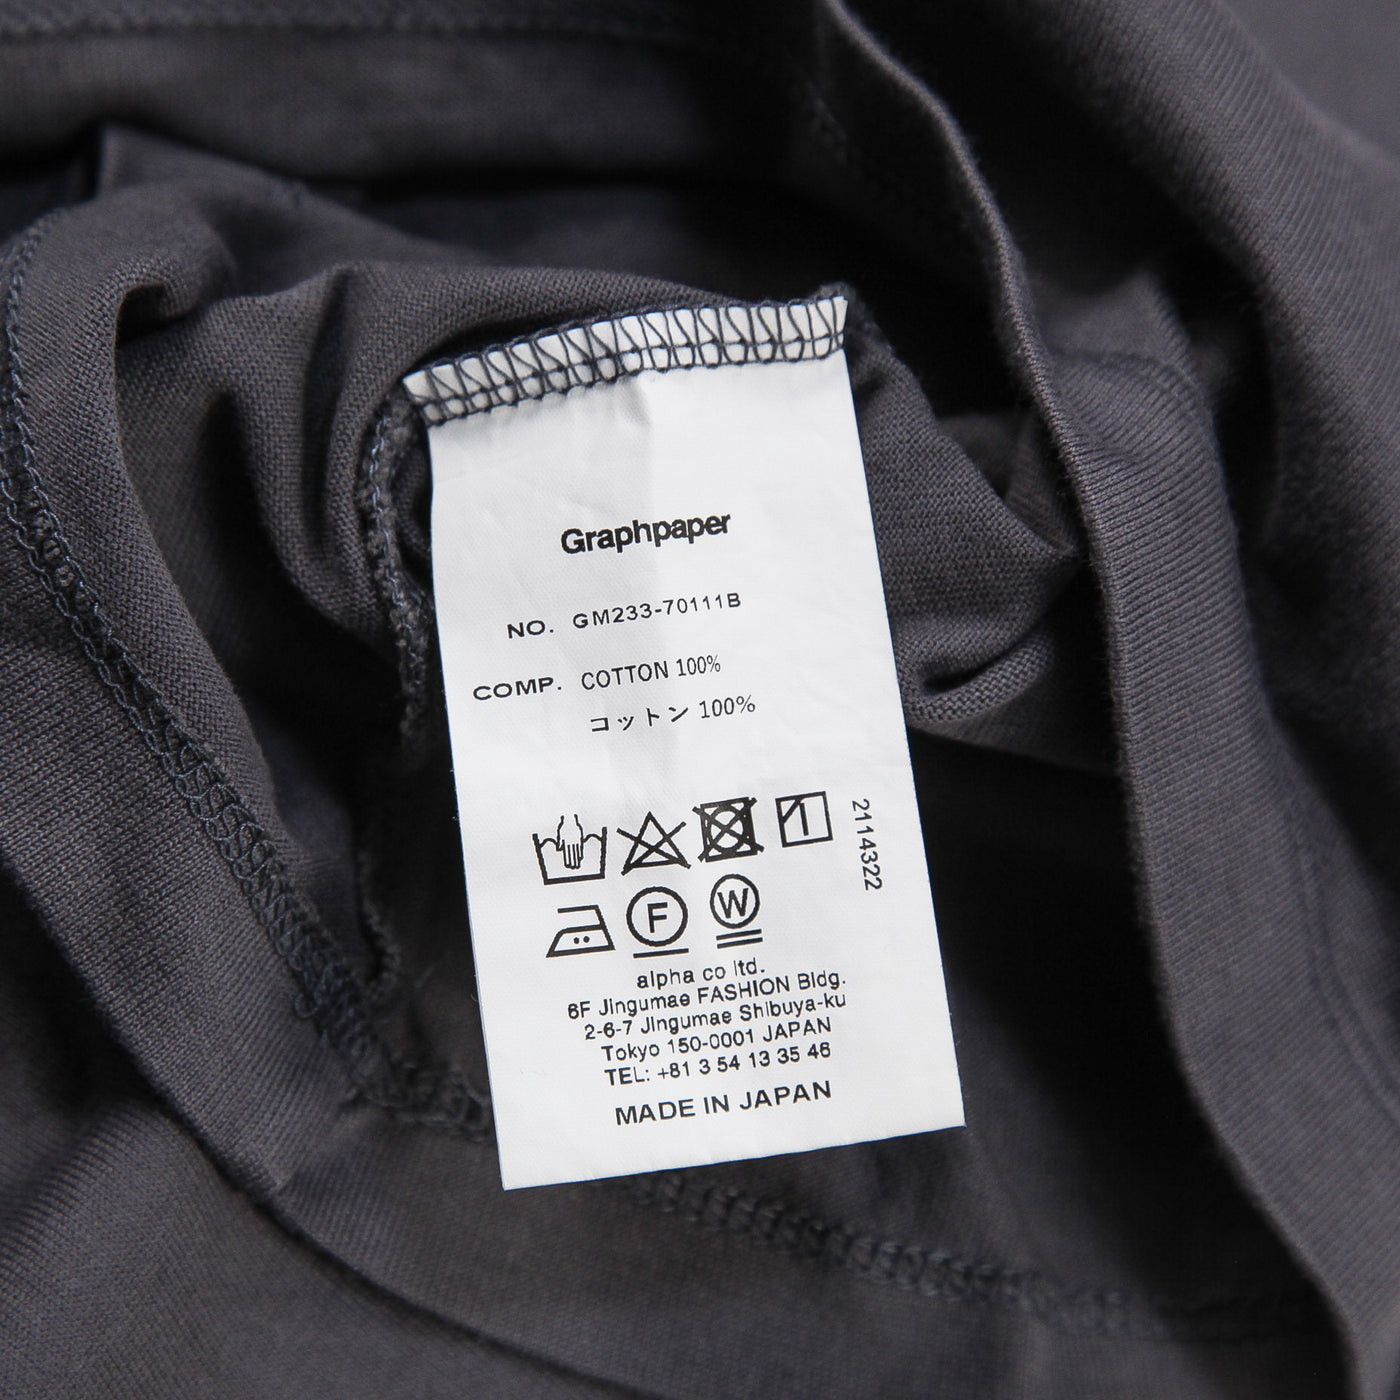 Graphpaper
NO. GM233-70111B
COMP. COTTON 100%
コットン 100%
2114322
F
W
alpha co ltd.
6F Jingumae FASHION Bldg.
2-6-7 Jingumae Shibuya-ku
Tokyo 150-0001 JAPAN
TEL: +81 3 54 13 35 46
MADE IN JAPAN